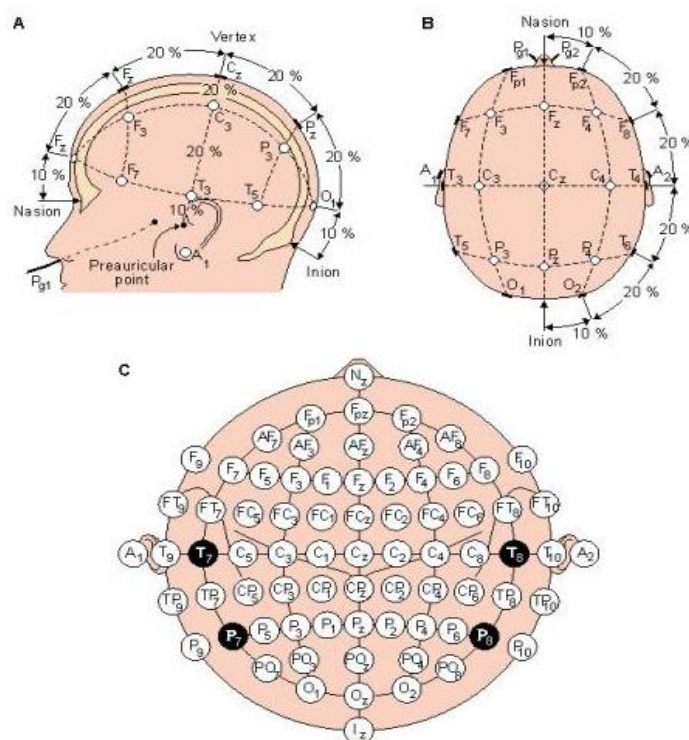 A
Vertex
20 %
20 %
Fz
Cz
20 %
20 %
F3
C3
Pz
20 %
Fz
20 %
P3
20 %
10 %
F7
T3
T5
O1
Nasion
10%
10 %
Preauricular
point
A1
Inion
Pg1
B
Nasion
10 %
Pg1
Pg2
Fp1
Fp2
20 %
F7
F3
Fz
F4
F8
20 %
A1
T3
C3
Cz
C4
T4
A2
20 %
T5
P3
Pz
P4
T6
O1
O2
20 %
10 %
Inion
C
Nz
Fp1
Fpz
Fp2
AF7
AF3
AFz
AF4
AF8
F9
F7
F5
F3
F1
Fz
F2
F4
F6
F8
F10
FT9
FT7
FC5
FC3
FC1
FCz
FC2
FC4
FC6
FT8
FT10
A1
T9
T7
C5
C3
C1
Cz
C2
C4
C8
T8
T10
A2
TP9
TP7
CP5
CP3
CP1
CPz
CP2
CP4
CP6
TP8
TP10
P9
P7
P5
P3
P1
Pz
P2
P4
P6
P8
P10
PO7
PO3
POz
PO4
PO8
O1
Oz
O2
Iz